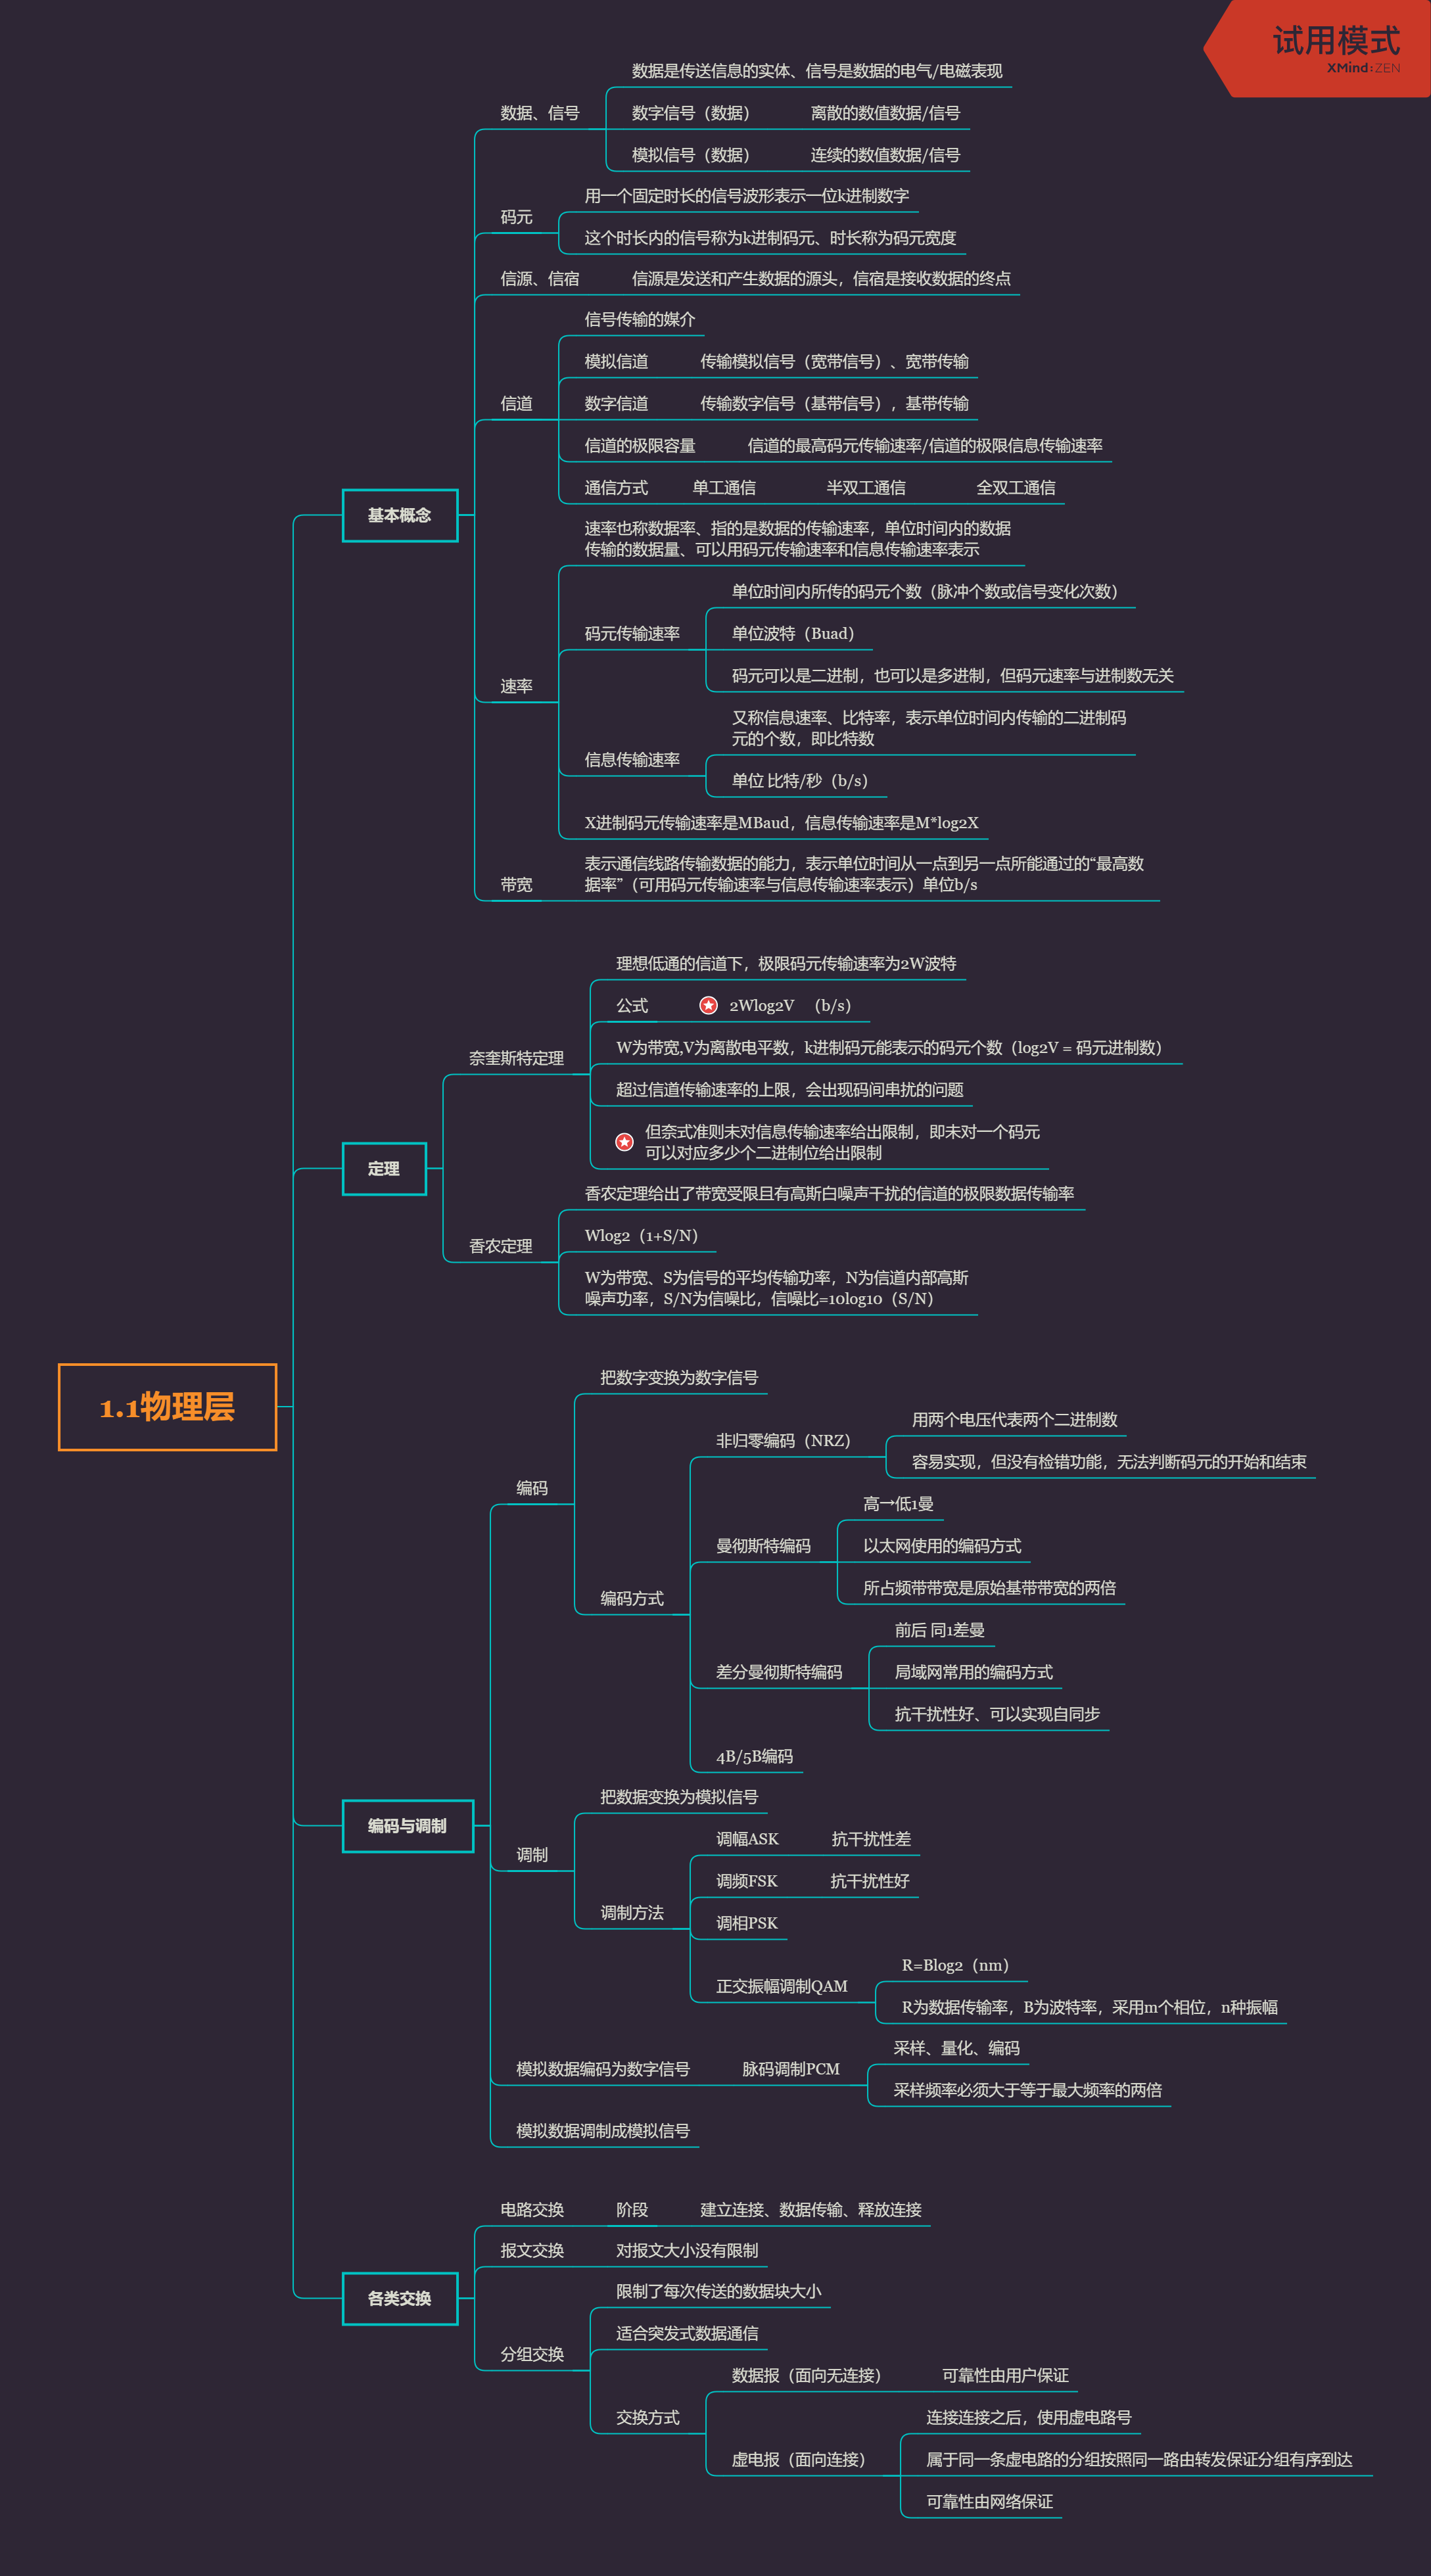 试用模式
XMind:ZEN
数据是传送信息的实体、信号是数据的电气/电磁表现
数据、信号
数字信号（数据） 离散的数值数据/信号
模拟信号（数据） 连续的数值数据/信号
用一个固定时长的信号波形表示一位k进制数字
码元
这个时长内的信号称为k进制码元、时长称为码元宽度
信源、信宿 信源是发送和产生数据的源头，信宿是接收数据的终点
信号传输的媒介
模拟信道 传输模拟信号（宽带信号）、宽带传输
信道
数字信道 传输数字信号（基带信号），基带传输
信道的极限容量 信道的最高码元传输速率/信道的极限信息传输速率
通信方式 单工通信 半双工通信 全双工通信
基本概念
速率也称数据率、指的是数据的传输速率，单位时间内的数据
传输的数据量、可以用码元传输速率和信息传输速率表示
单位时间内所传的码元个数（脉冲个数或信号变化次数）
码元传输速率
单位波特（Buad）
码元可以是二进制，也可以是多进制，但码元速率与进制数无关
速率
又称信息速率、比特率，表示单位时间内传输的二进制码
元的个数，即比特数
信息传输速率
单位 比特/秒（b/s）
X进制码元传输速率是MBaud，信息传输速率是M*log2X
表示通信线路传输数据的能力，表示单位时间从一点到另一点所能通过的“最高数
带宽
据率”（可用码元传输速率与信息传输速率表示）单位b/s
理想低通的信道下，极限码元传输速率为2W波特
公式 2Wlog2V （b/s）
W为带宽,V为离散电平数，k进制码元能表示的码元个数（log2V = 码元进制数）
奈奎斯特定理
超过信道传输速率的上限，会出现码间串扰的问题
但奈式准则未对信息传输速率给出限制，即未对一个码元
可以对应多少个二进制位给出限制
定理
香农定理给出了带宽受限且有高斯白噪声干扰的信道的极限数据传输率
香农定理
Wlog2（1+S/N）
W为带宽、S为信号的平均传输功率，N为信道内部高斯
噪声功率，S/N为信噪比，信噪比=10log10（S/N）
1.1物理层
把数字变换为数字信号
用两个电压代表两个二进制数
非归零编码（NRZ）
容易实现，但没有检错功能，无法判断码元的开始和结束
编码
高→低1曼
曼彻斯特编码
以太网使用的编码方式
所占频带带宽是原始基带带宽的两倍
编码方式
前后 同1差曼
差分曼彻斯特编码
局域网常用的编码方式
抗干扰性好、可以实现自同步
4B/5B编码
编码与调制
把数据变换为模拟信号
调制
调幅ASK 抗干扰性差
调频FSK 抗干扰性好
调制方法
调相PSK
R=Blog2（nm）
正交振幅调制QAM
R为数据传输率，B为波特率，采用m个相位，n种振幅
采样、量化、编码
模拟数据编码为数字信号 脉码调制PCM
采样频率必须大于等于最大频率的两倍
模拟数据调制成模拟信号
电路交换 阶段 建立连接、数据传输、释放连接
报文交换 对报文大小没有限制
各类交换
限制了每次传送的数据块大小
适合突发式数据通信
分组交换
数据报（面向无连接） 可靠性由用户保证
交换方式
连接连接之后，使用虚电路号
虚电报（面向连接）
属于同一条虚电路的分组按照同一路由转发保证分组有序到达
可靠性由网络保证